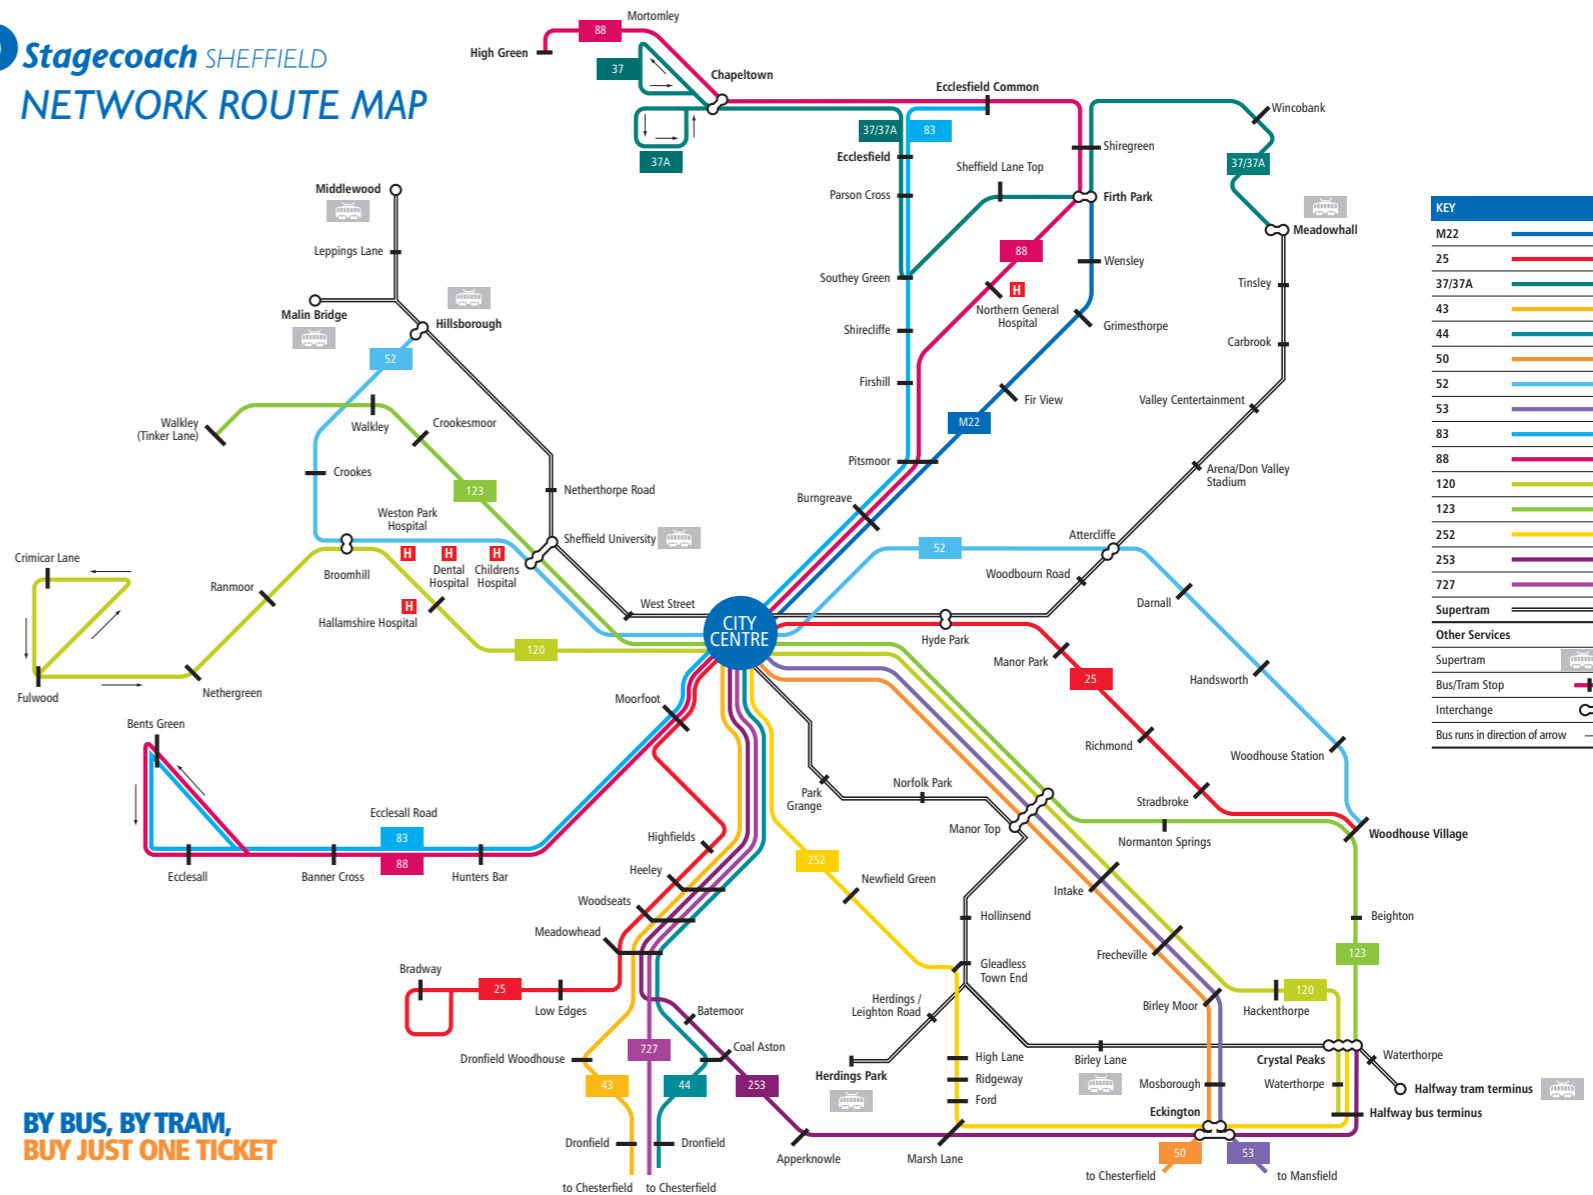 Stagecoach SHEFFIELD
NETWORK ROUTE MAP
88
Mortomley
High Green
37
Chapeltown
37A
Ecclesfield Common
37/37A
83
Ecclesfield
Parson Cross
Sheffield Lane Top
Shiregreen
Firth Park
Wincobank
37/37A
Meadowhall
88
Southey Green
Wensley
H
Northern General
Hospital
Grimesthorpe
Tinsley
Carbrook
Shirecliffe
Firshill
Fir View
M22
Valley Centertainment
Pitsmoor
Arena/Don Valley
Stadium
Burngreave
Attercliffe
Woodbourn Road
52
Darnall
Middlewood
Leppings Lane
Malin Bridge
Hillsborough
52
Walkley
(Tinker Lane)
Walkley
Crookesmoor
Crookes
123
Netherthorpe Road
Weston Park
Hospital
Sheffield University
H
H
H
Dental
Hospital
Childrens
Hospital
Broomhill
H
Hallamshire Hospital
Crimicar Lane
Ranmoor
Fulwood
Nethergreen
120
West Street
CITY
CENTRE
Hyde Park
Manor Park
25
Handsworth
Richmond
Woodhouse Station
Stradbroke
Woodhouse Village
Normanton Springs
Moorfoot
Bents Green
Ecclesall Road
83
88
Ecclesall
Banner Cross
Hunters Bar
Park
Grange
Norfolk Park
Manor Top
Highfields
Heeley
Woodseats
Meadowhead
252
Newfield Green
Intake
Hollinsend
Beighton
Frecheville
123
Gleadless
Town End
Bradway
25
Low Edges
Herdings /
Leighton Road
Birley Moor
120
Hackenthorpe
Batemoor
Dronfield Woodhouse
727
Coal Aston
High Lane
Birley Lane
Crystal Peaks
Waterthorpe
Herdings Park
Ridgeway
Mosborough
Waterthorpe
Halfway tram terminus
43
44
253
Ford
Eckington
Halfway bus terminus
Dronfield
Dronfield
Apperknowle
Marsh Lane
50
53
to Chesterfield
to Mansfield
to Chesterfield
to Chesterfield
KEY
M22
25
37/37A
43
44
50
52
53
83
88
120
123
252
253
727
Supertram
Other Services
Supertram
Bus/Tram Stop
Interchange
Bus runs in direction of arrow
BY BUS, BY TRAM,
BUY JUST ONE TICKET